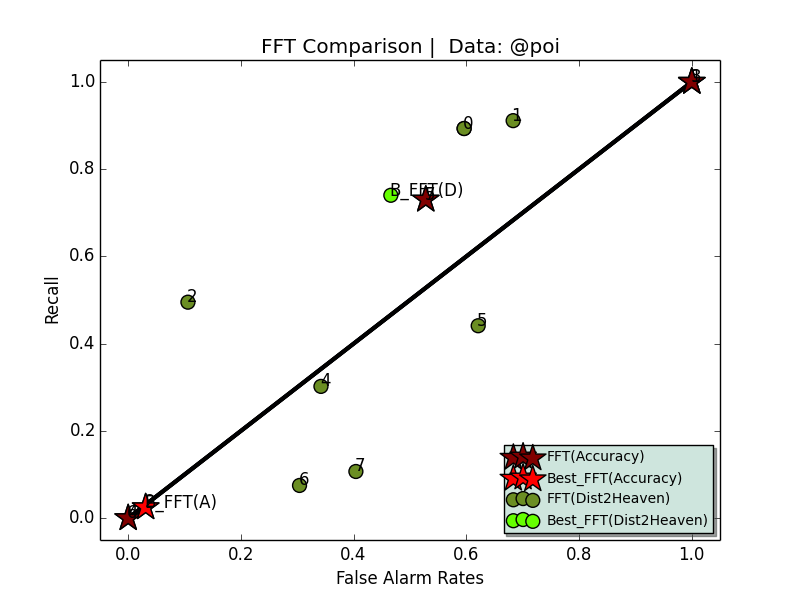 FFT Comparison |  Data: @poi
Recall
1.0
0.8
0.6
0.4
0.2
0.0
0
1
B_FFT(D)
2
5
4
7
6
_FFT(A)
FFT(Accuracy)
Best_FFT(Accuracy)
FFT(Dist2Heaven)
Best_FFT(Dist2Heaven)
0.0
0.2
0.4
0.6
0.8
1.0
False Alarm Rates